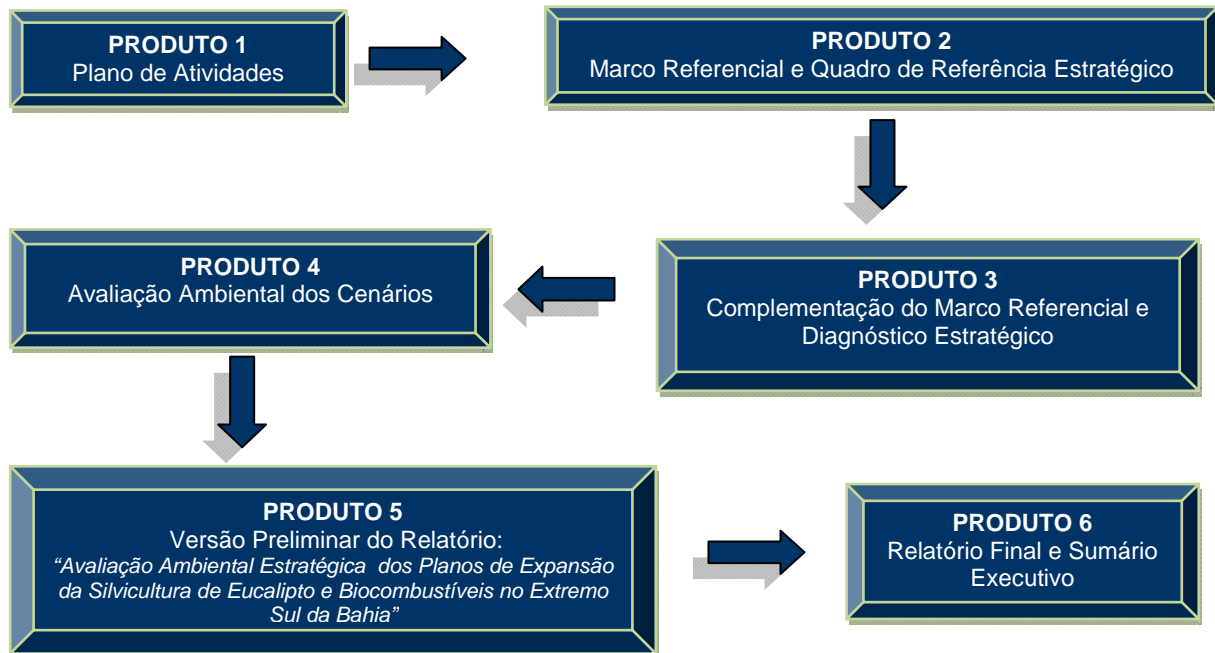 PRODUTO 1
Plano de Atividades
PRODUTO 2
Marco Referencial e Quadro de Referência Estratégico
PRODUTO 3
Complementação do Marco Referencial e
Diagnóstico Estratégico
PRODUTO 4
Avaliação Ambiental dos Cenários
PRODUTO 5
Versão Preliminar do Relatório:
“Avaliação Ambiental Estratégica dos Planos de Expansão
da Silvicultura de Eucalipto e Biocombustíveis no Extremo
Sul da Bahia”
PRODUTO 6
Relatório Final e Sumário
Executivo